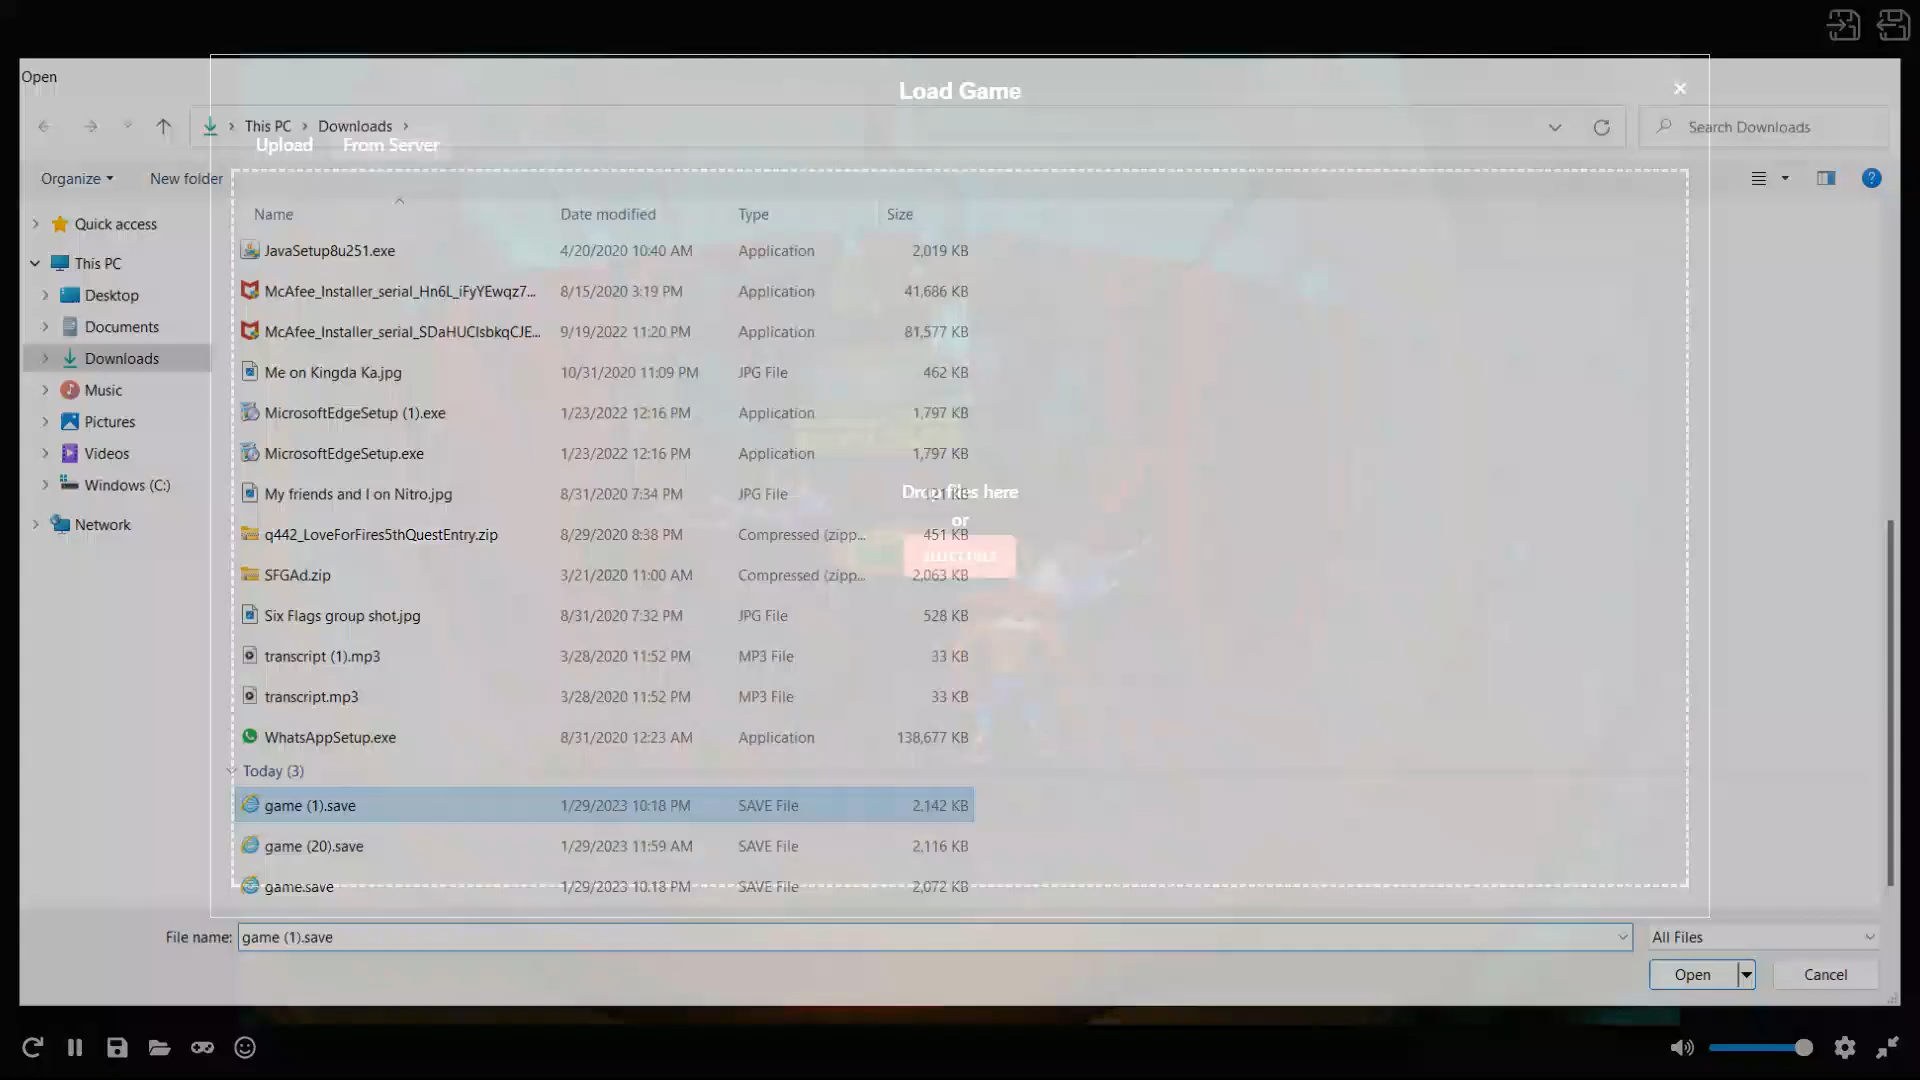 Open
Load Game
This PC
Downloads
Search Downloads
Upload
From Server
Organize
New folder
Name
Date modified
Type
Size
Quick access
This PC
Desktop
Documents
Downloads
Music
Pictures
Videos
Windows (C:)
Network
JavaSetup8u251.exe 4/20/2020 10:40 AM Application 2,019 KB
McAfee_Installer_serial_Hn6L_iFyYEwqz7... 8/15/2020 3:19 PM Application 41,686 KB
McAfee_Installer_serial_SDaHUCIsbkqCJE... 9/19/2022 11:20 PM Application 81,577 KB
Me on Kingda Ka.jpg 10/31/2020 11:09 PM JPG File 462 KB
MicrosoftEdgeSetup (1).exe 1/23/2022 12:16 PM Application 1,797 KB
MicrosoftEdgeSetup.exe 1/23/2022 12:16 PM Application 1,797 KB
My friends and I on Nitro.jpg 8/31/2020 7:34 PM JPG File
Drop files here
or
q442_LoveForFires5thQuestEntry.zip 8/29/2020 8:38 PM Compressed (zipp... 451 KB
SFGAd.zip 3/21/2020 11:00 AM Compressed (zipp... 2,063 KB
Six Flags group shot.jpg 8/31/2020 7:32 PM JPG File 528 KB
transcript (1).mp3 3/28/2020 11:52 PM MP3 File 33 KB
transcript.mp3 3/28/2020 11:52 PM MP3 File 33 KB
WhatsAppSetup.exe 8/31/2020 12:23 AM Application 138,677 KB
Today (3)
game (1).save 1/29/2023 10:18 PM SAVE File 2,142 KB
game (20).save 1/29/2023 11:59 AM SAVE File 2,116 KB
game.save 1/29/2023 10:18 PM SAVE File 2,072 KB
File name: game (1).save
All Files
Open
Cancel